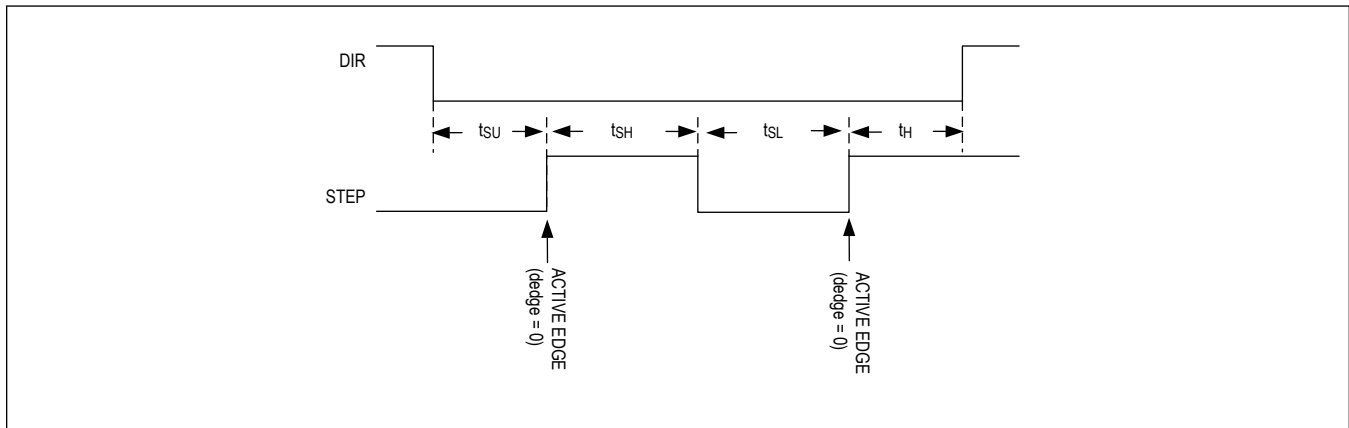 DIR
tSU
tSH
tSL
tH
STEP
ACTIVE EDGE
(dedge = 0)
ACTIVE EDGE
(dedge = 0)